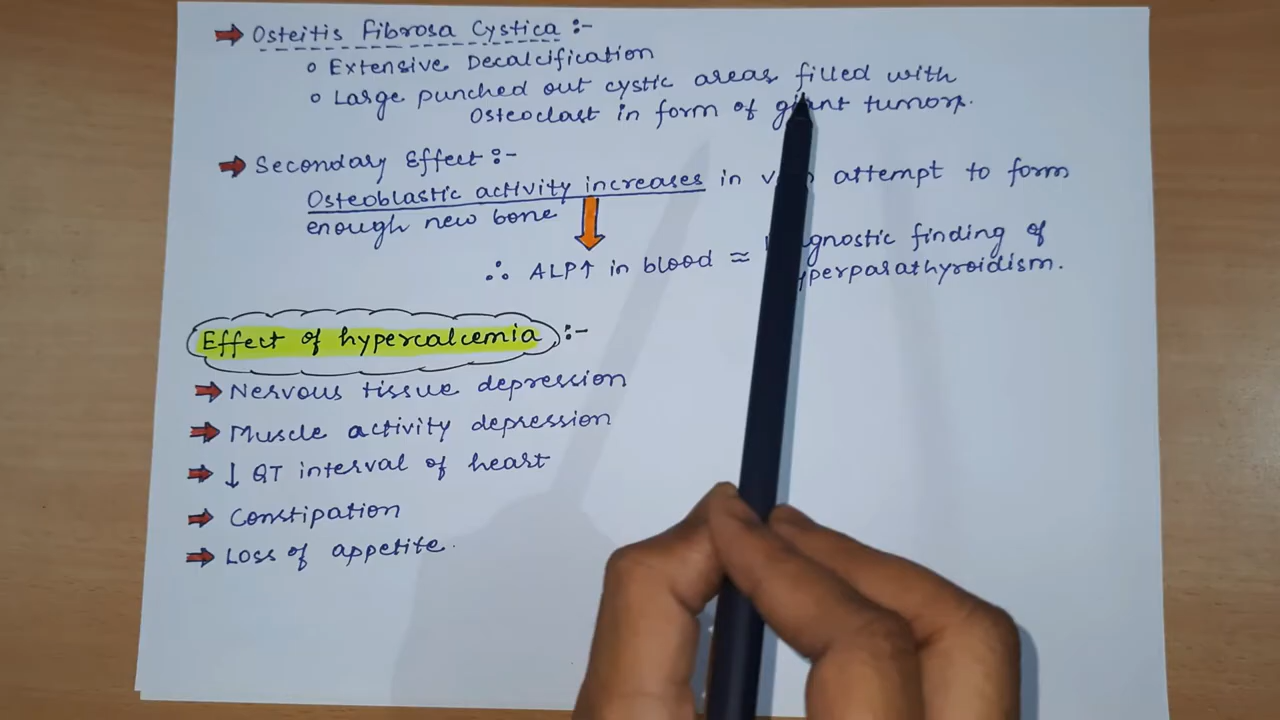 Osteitis Fibrosa Cystica :-
Extensive Decalcification
Large punched out cystic areas filled with
Osteoclast in form of giant tumors.
Secondary Effect :-
Osteoblastic activity increases in attempt to form
enough new bone
∴ ALP↑ in blood ≈ finding of
Effect of hypercalcemia :-
Nervous tissue depression
Muscle activity depression
↓ QT interval of heart
Constipation
Loss of appetite.